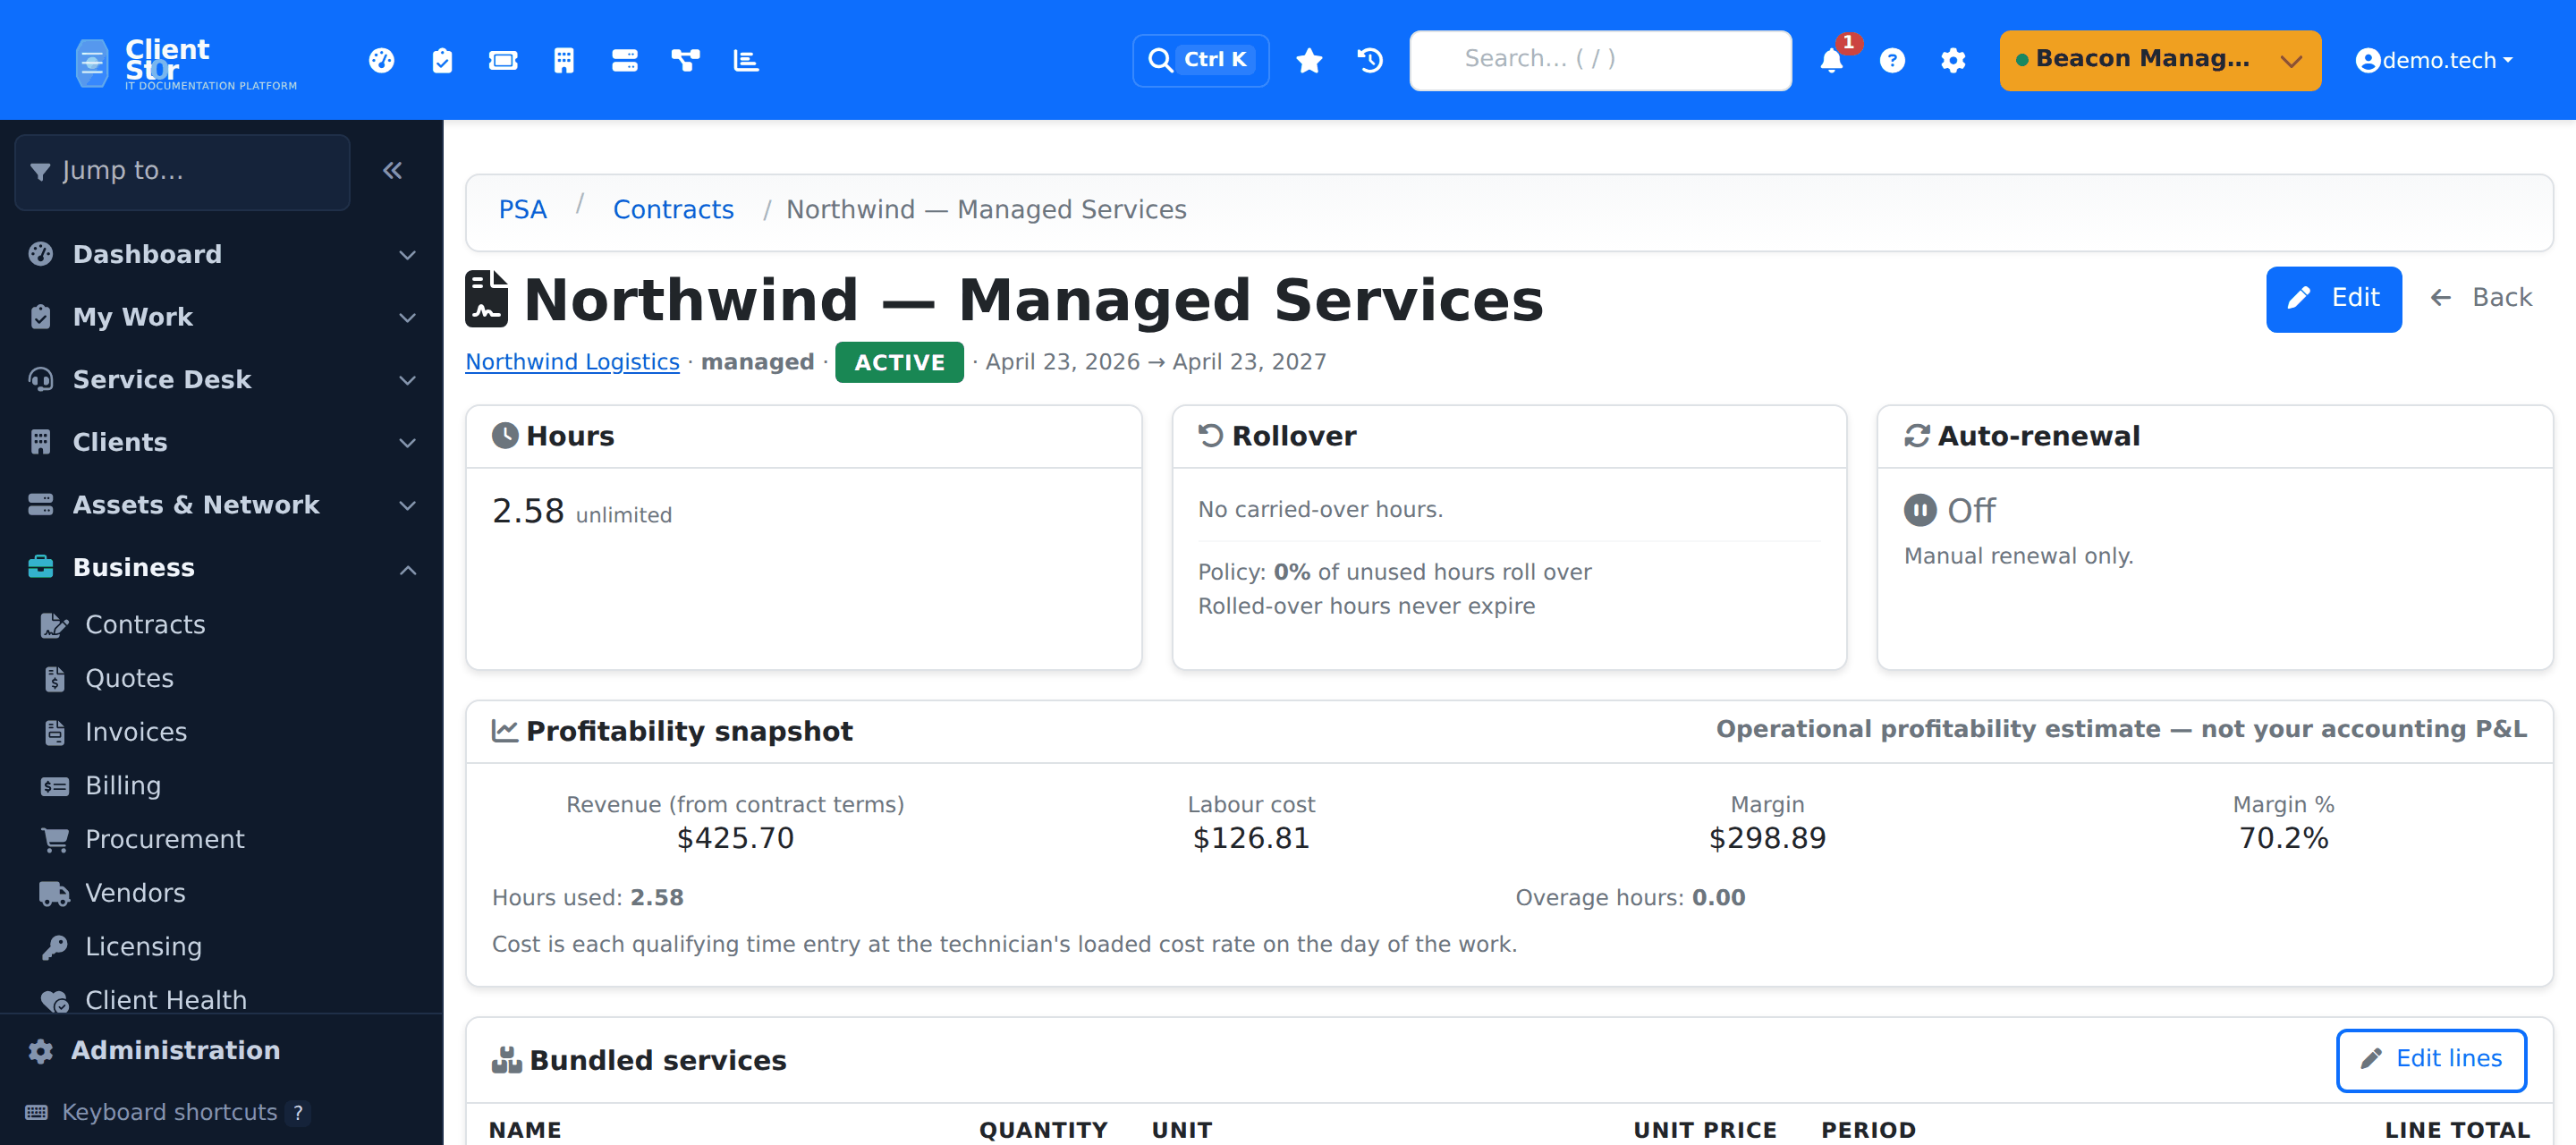 Client
St0r
IT DOCUMENTATION PLATFORM
Ctrl K
Search... ( / )
1
Beacon Manag...
demo.tech
Jump to...
Dashboard
My Work
Service Desk
Clients
Assets & Network
Business
Contracts
Quotes
Invoices
Billing
Procurement
Vendors
Licensing
Client Health
Administration
Keyboard shortcuts ?
PSA / Contracts / Northwind — Managed Services
Northwind — Managed Services
Edit
Back
Northwind Logistics · managed · ACTIVE · April 23, 2026 → April 23, 2027
Hours
2.58 unlimited
Rollover
No carried-over hours.
Policy: 0% of unused hours roll over
Rolled-over hours never expire
Auto-renewal
Off
Manual renewal only.
Profitability snapshot
Operational profitability estimate — not your accounting P&L
Revenue (from contract terms)
$425.70
Labour cost
$126.81
Margin
$298.89
Margin %
70.2%
Hours used: 2.58
Overage hours: 0.00
Cost is each qualifying time entry at the technician's loaded cost rate on the day of the work.
Bundled services
Edit lines
NAME QUANTITY UNIT UNIT PRICE PERIOD LINE TOTAL